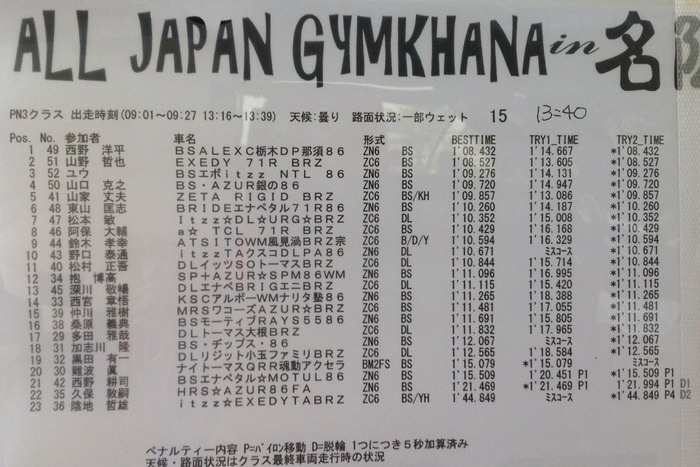 ALL JAPAN GYMKHANA in 名
PN3クラス 出走時刻(09:01～09:27 13:16～13:39) 天候:曇り 路面状況:一部ウェット 15 13=40
Pos. No. 参加者 車名 型式 BESTTIME TRY1_TIME TRY2_TIME
1 49 西野 洋平 BSALEXC栃木DP那須86 ZN6 BS 1'08.432 1'14.667 *1'08.432
2 51 山野 哲也 EXEDY 71R BRZ ZC6 BS 1'08.527 1'13.605 *1'08.527
3 52 ユウ BSエボitzz NTL 86 ZN6 BS 1'09.276 1'14.131 *1'09.276
4 50 山口 克之 BS・AZUR銀の86 ZN6 BS 1'09.720 1'14.947 *1'09.720
5 41 山家 丈夫 ZETA RIGID BRZ ZC6 BS/KH 1'09.857 1'13.086 *1'09.857
6 48 東山 匡志 BRIDEエナペタル71R86 ZN6 BS 1'10.260 1'14.187 *1'10.260
7 47 松本 敏 Itzz☆DL☆URG☆BRZ ZC6 DL 1'10.352 1'15.008 *1'10.352
8 46 阿保 大輔 a☆ TCL 71R BRZ ZC6 BS 1'10.429 1'16.168 *1'10.429
9 44 鈴木 孝幸 ATSITOWM風見渦BRZ宗 ZC6 B/D/Y 1'10.594 1'16.329 *1'10.594
10 43 野口 泰通 itzzTAクスコDLPA86 ZN6 DL 1'10.671 ミスコース *1'10.671
11 40 松村 正吾 DLイッツSOトーマスBRZ ZC6 DL 1'10.844 1'15.714 *1'10.844
12 34 抱 博高 SP+AZUR☆SPM86WM ZN6 BS 1'11.096 1'16.995 *1'11.096
13 45 深川 敬暢 DLエナペBRIGエニBRZ ZC6 DL 1'11.115 1'15.420 *1'11.115
14 33 西宮 章悟 KSCアルボーWMナリタ塾86 ZN6 BS 1'11.265 1'18.388 *1'11.265
15 39 仲川 雅樹 MRSワコーズAZUR☆BRZ ZC6 BS 1'11.481 1'17.055 *1'11.481
16 38 桑原 義典 BSモーティブRAYS5586 ZN6 BS 1'11.691 1'15.805 *1'11.691
17 29 多田 雅哉 DLトーマス大根BRZ ZC6 DL 1'11.832 1'17.965 *1'11.832
18 31 加志川 隆 BS・ヂップス・86 ZN6 BS 1'12.067 ミスコース *1'12.067
19 32 黒田 有一 DLリジット小玉ファミリBRZ ZC6 DL 1'12.565 1'18.584 *1'12.565
20 30 難波 眞 ナイトーマスQRR魂動アクセラ BM2FS BS 1'15.079 *1'15.079 ミスコース
21 42 西野 耕司 BSエナペタル☆MOTUL86 ZN6 BS 1'15.509 1'20.451 P1 *1'15.509
22 35 久保 敦嗣 HRS☆AZUR86FA ZN6 BS 1'21.469 *1'21.469 P1 1'21.994 P1 D1
23 36 陰地 哲雄 itzz☆EXEDYTABRZ ZC6 BS/YH 1'44.849 ミスコース *1'44.849 P4 D2
ペナルティー内容 P=パイロン移動 D=脱輪 1つにつき5秒加算済み
天候・路面状況はクラス最終車両走行時の状況